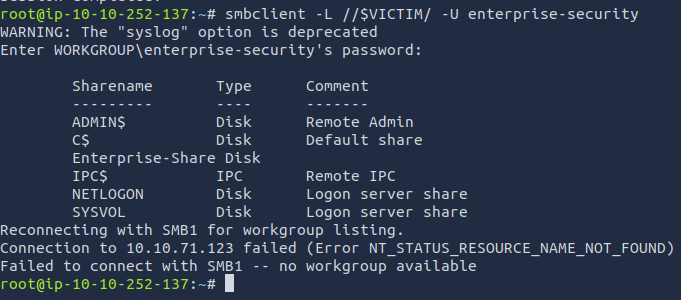 root@ip-10-10-252-137:~# smbclient -L //$VICTIM/ -U enterprise-security
WARNING: The "syslog" option is deprecated
Enter WORKGROUP\enterprise-security's password:
Sharename Type Comment
--------- ---- -------
ADMIN$ Disk Remote Admin
C$ Disk Default share
Enterprise-Share Disk
IPC$ IPC Remote IPC
NETLOGON Disk Logon server share
SYSVOL Disk Logon server share
Reconnecting with SMB1 for workgroup listing.
Connection to 10.10.71.123 failed (Error NT_STATUS_RESOURCE_NAME_NOT_FOUND)
Failed to connect with SMB1 -- no workgroup available
root@ip-10-10-252-137:~#